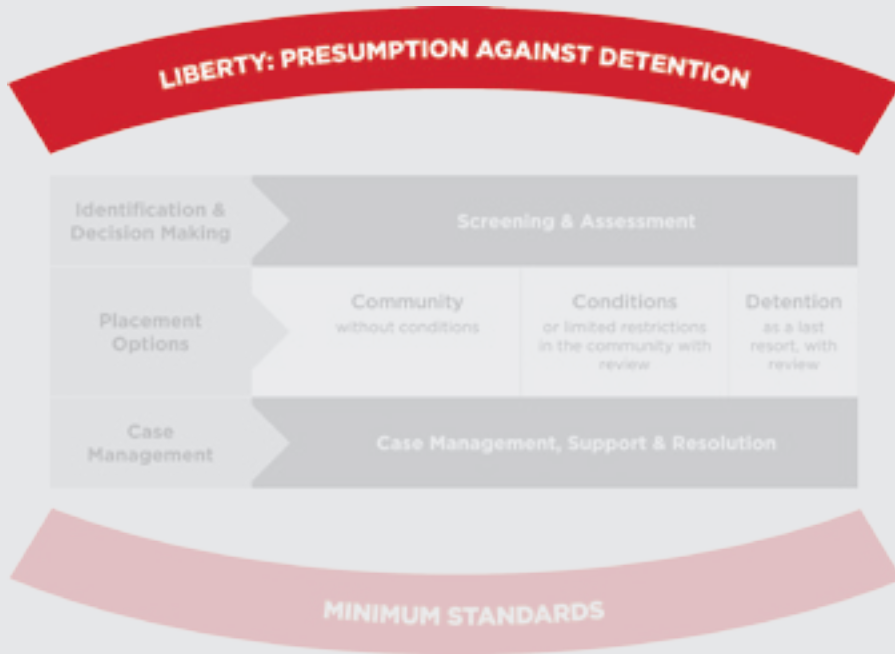 LIBERTY: PRESUMPTION AGAINST DETENTION
Identification &
Decision Making
Screening & Assessment
Placement
Options
Community
without conditions
Conditions
or limited restrictions
in the community with
review
Detention
as a last
resort, with
review
Case
Management
Case Management, Support & Resolution
MINIMUM STANDARDS